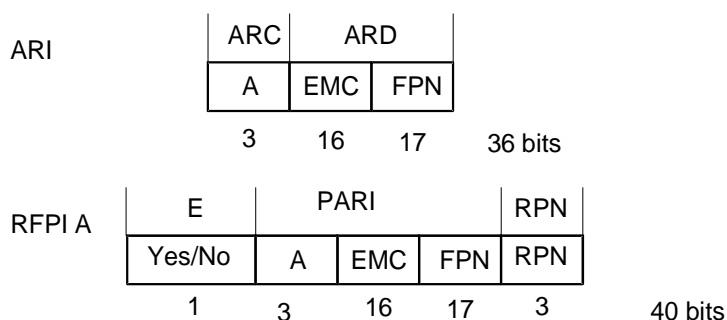 ARC ARD
ARI
A EMC FPN
3 16 17 36 bits
E PARI RPN
RFPI A
Yes/No A EMC FPN RPN
1 3 16 17 3 40 bits